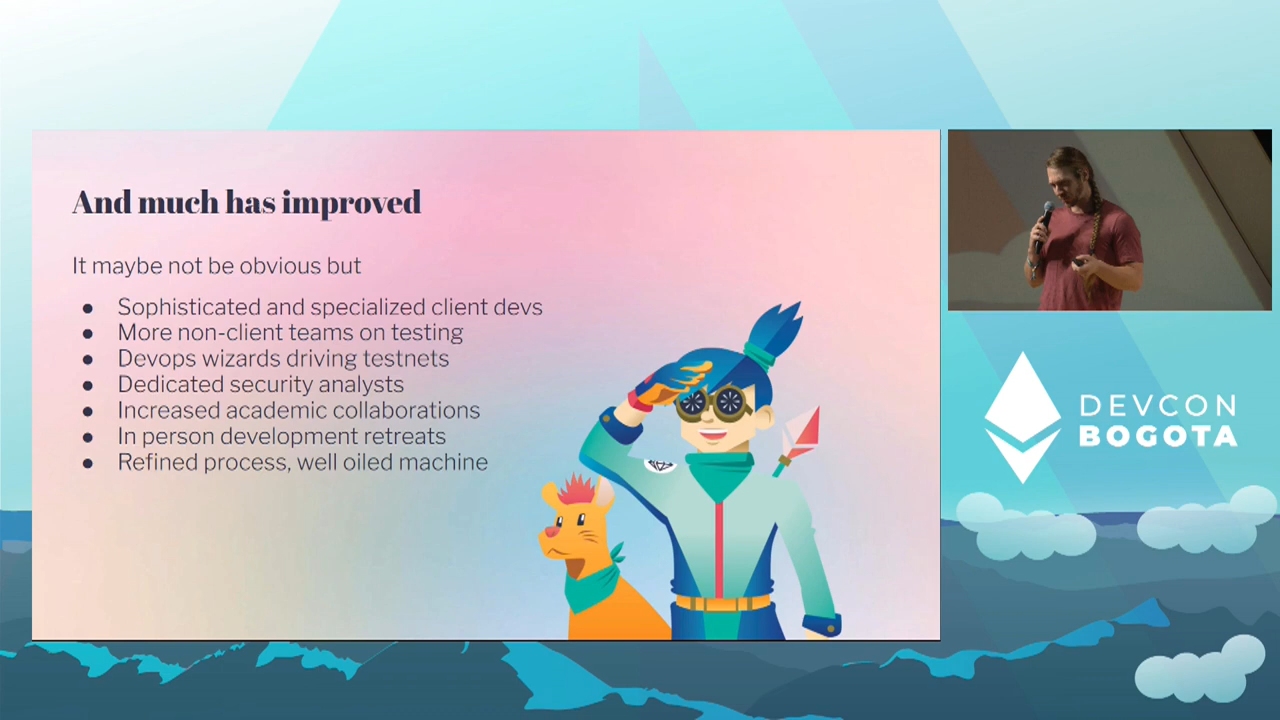 And much has improved
It maybe not be obvious but
● Sophisticated and specialized client devs
● More non-client teams on testing
● Devops wizards driving testnets
● Dedicated security analysts
● Increased academic collaborations
● In person development retreats
● Refined process, well oiled machine
DEVCON
BOGOTA